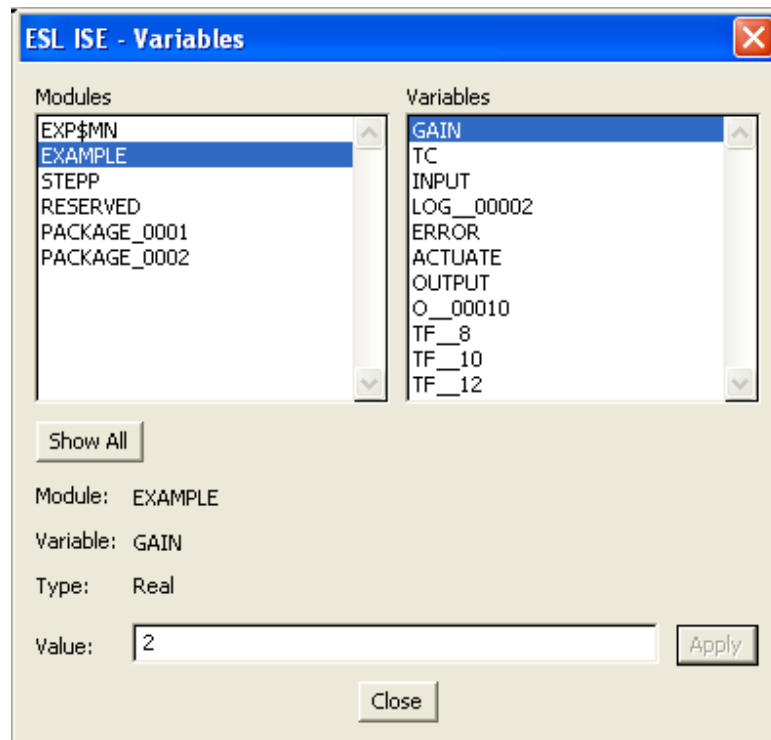 ESL ISE - Variables
Modules
EXP$MN
EXAMPLE
STEPP
RESERVED
PACKAGE_0001
PACKAGE_0002
Variables
GAIN
TC
INPUT
LOG__00002
ERROR
ACTUATE
OUTPUT
O__00010
TF__8
TF__10
TF__12
Show All
Module: EXAMPLE
Variable: GAIN
Type: Real
Value: 2 Apply
Close